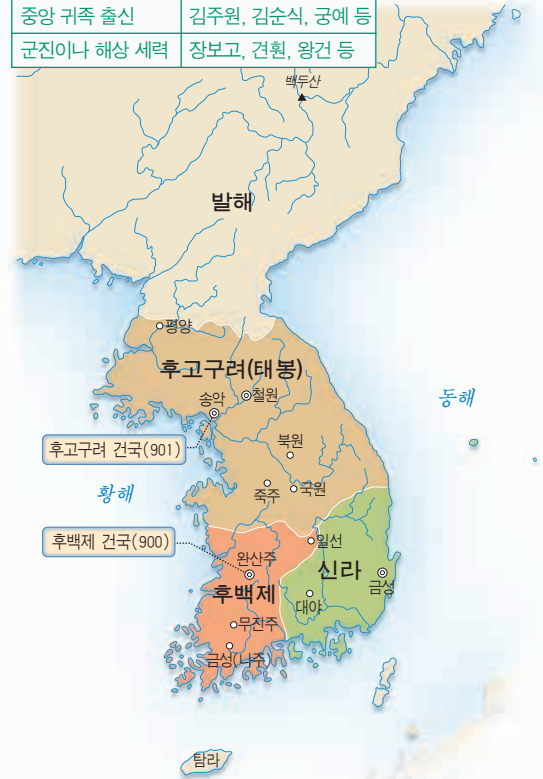 중앙 귀족 출신 김주원, 김순식, 궁예 등
군진이나 해상 세력 장보고, 견훤, 왕건 등
백두산
발해
평양
후고구려(태봉)
송악
철원
동해
후고구려 건국(901)
북원
황해
죽주
국원
후백제 건국(900)
일선
완산주
신라
금성
후백제
대야
무진주
금성(나주)
탐라